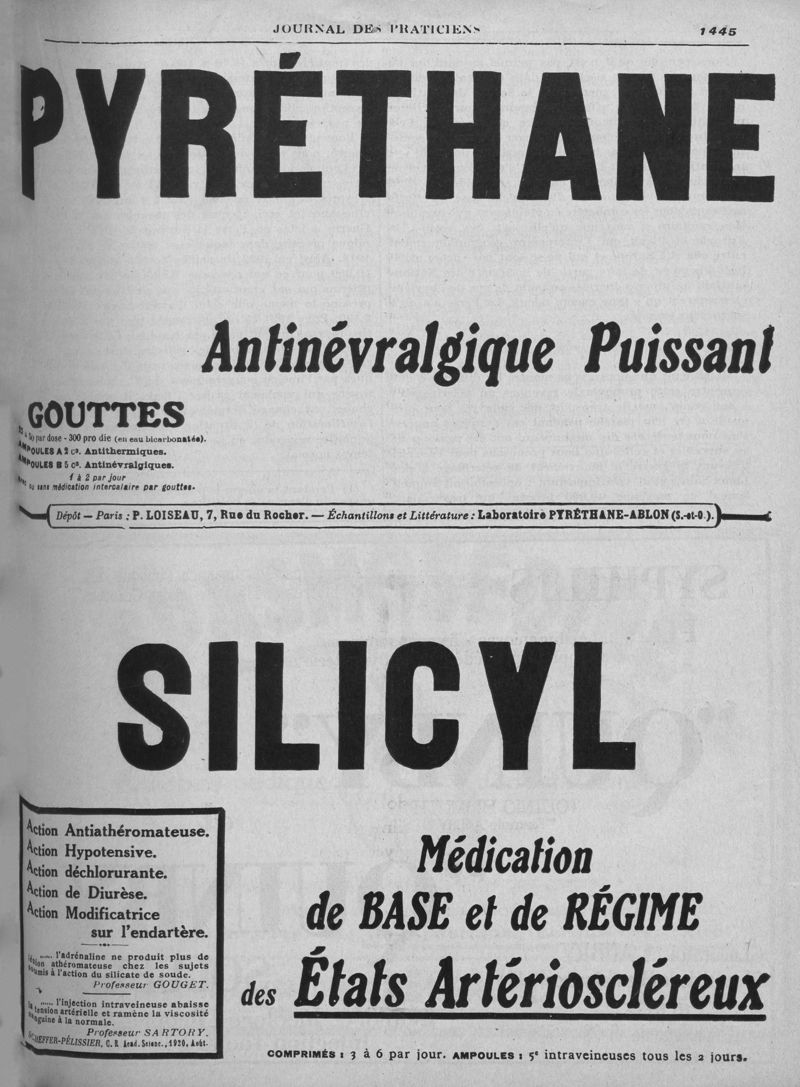 JOURNAL DES PRATICIENS
1445
PYRÉTHANE
Antinévralgique Puissant
GOUTTES
50 par dose - 300 pro die (en eau bicarbonatée).
AMPOULES A 2 cᶜ. Antithermiques.
AMPOULES B 5 cᶜ. Antinévralgiques.
1 à 2 par jour
ou sans médication intercalaire par gouttes.
Dépôt — Paris : P. LOISEAU, 7, Rue du Rocher. — Échantillons et Littérature : Laboratoire PYRÉTHANE-ABLON (S.-et-O.).
SILICYL
Action Antiathéromateuse.
Action Hypotensive.
Action déchlorurante.
Action de Diurèse.
Action Modificatrice
sur l'endartère.
..... l'adrénaline ne produit plus de
lésion athéromateuse chez les sujets
soumis à l'action du silicate de soude.
Professeur GOUGET.
..... l'injection intraveineuse abaisse
la tension artérielle et ramène la viscosité
sanguine à la normale.
Professeur SARTORY.
SCHEFFER-PÉLISSIER, C. R. Acad. Scienc., 1920, Août.
Médication
de BASE et de RÉGIME
des États Artérioscléreux
COMPRIMÉS : 3 à 6 par jour. AMPOULES : 5ᶜ intraveineuses tous les 2 jours.